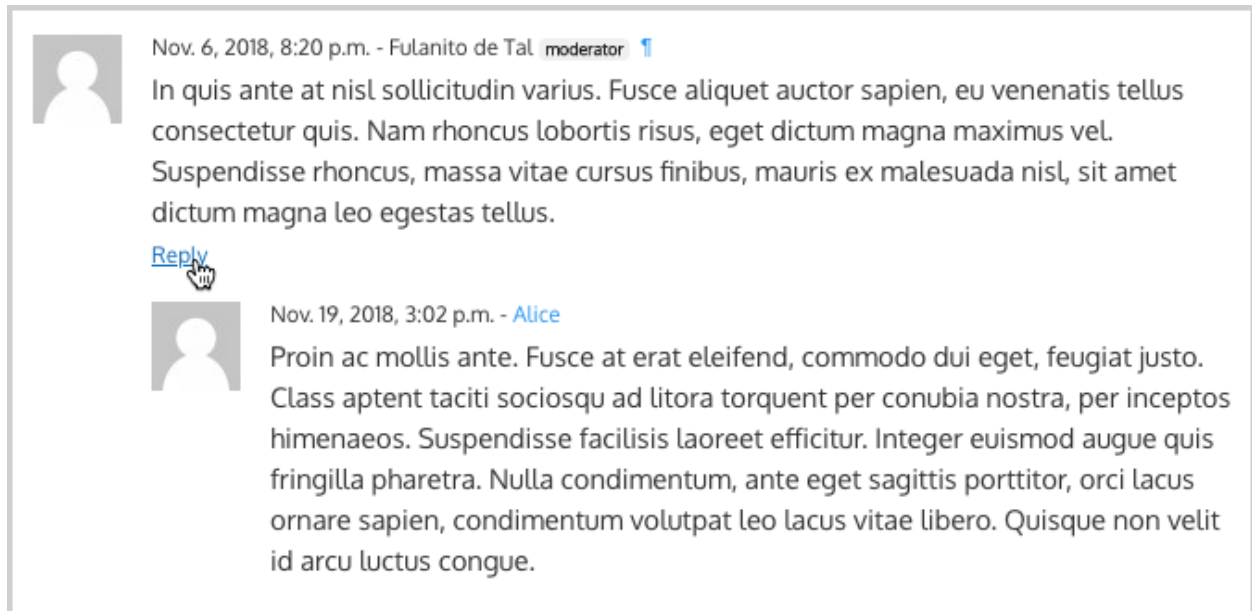 Nov. 6, 2018, 8:20 p.m. - Fulanito de Tal moderator ¶
In quis ante at nisl sollicitudin varius. Fusce aliquet auctor sapien, eu venenatis tellus
consectetur quis. Nam rhoncus lobortis risus, eget dictum magna maximus vel.
Suspendisse rhoncus, massa vitae cursus finibus, mauris ex malesuada nisl, sit amet
dictum magna leo egestas tellus.
Reply
Nov. 19, 2018, 3:02 p.m. - Alice
Proin ac mollis ante. Fusce at erat eleifend, commodo dui eget, feugiat justo.
Class aptent taciti sociosqu ad litora torquent per conubia nostra, per inceptos
himenaeos. Suspendisse facilisis laoreet efficitur. Integer euismod augue quis
fringilla pharetra. Nulla condimentum, ante eget sagittis porttitor, orci lacus
ornare sapien, condimentum volutpat leo lacus vitae libero. Quisque non velit
id arcu luctus congue.